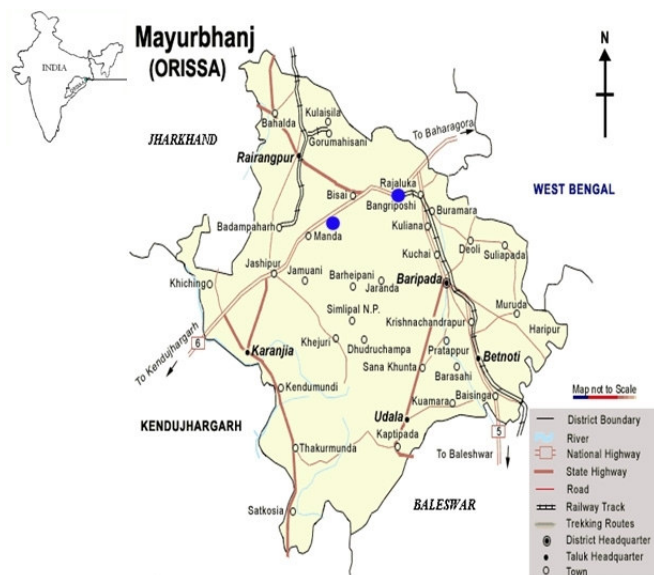 INDIA
Mayurbhanj
(ORISSA)
N
JHARKHAND
WEST BENGAL
To Baharagora
Kulaisila
Bahalda
Gorumahisani
Rairangpur
Bisai
Rajaluka
Bangriposhi
Buramara
Badampaharh
Manda
Kuliana
Deoli
Suliapada
Kuchai
Khiching
Jashipur
Jamuani
Barheipani
Jaranda
Baripada
Simlipal N.P.
Krishnachandrapur
Muruda
Haripur
6
To Kendujhargarh
Karanjia
Khejuri
Dhudruchampa
Pratappur
Betnoti
Sana Khunta
Barasahi
Kendumundi
Kuamara
Baisinga
Map not to Scale
KENDUJHARGARH
Udala
Kaptipada
5
To Baleshwar
Thakurmunda
Satkosia
BALESWAR
District Boundary
River
National Highway
State Highway
Road
Railway Track
Trekking Routes
District Headquarter
Taluk Headquarter
Town